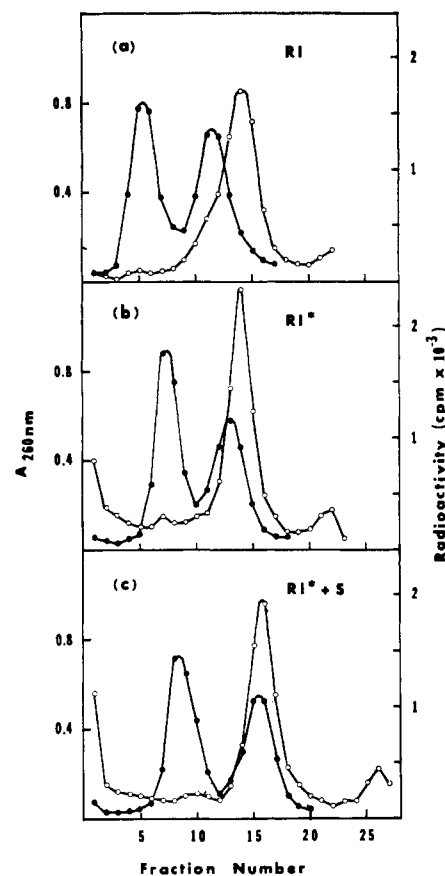 (a) RI
0.8
0.4
2
1
(b) RI*
0.8
0.4
2
1
(c) RI* + S
0.8
0.4
2
1
A 260nm
Radioactivity (cpm x 10⁻³)
5 10 15 20 25
Fraction Number